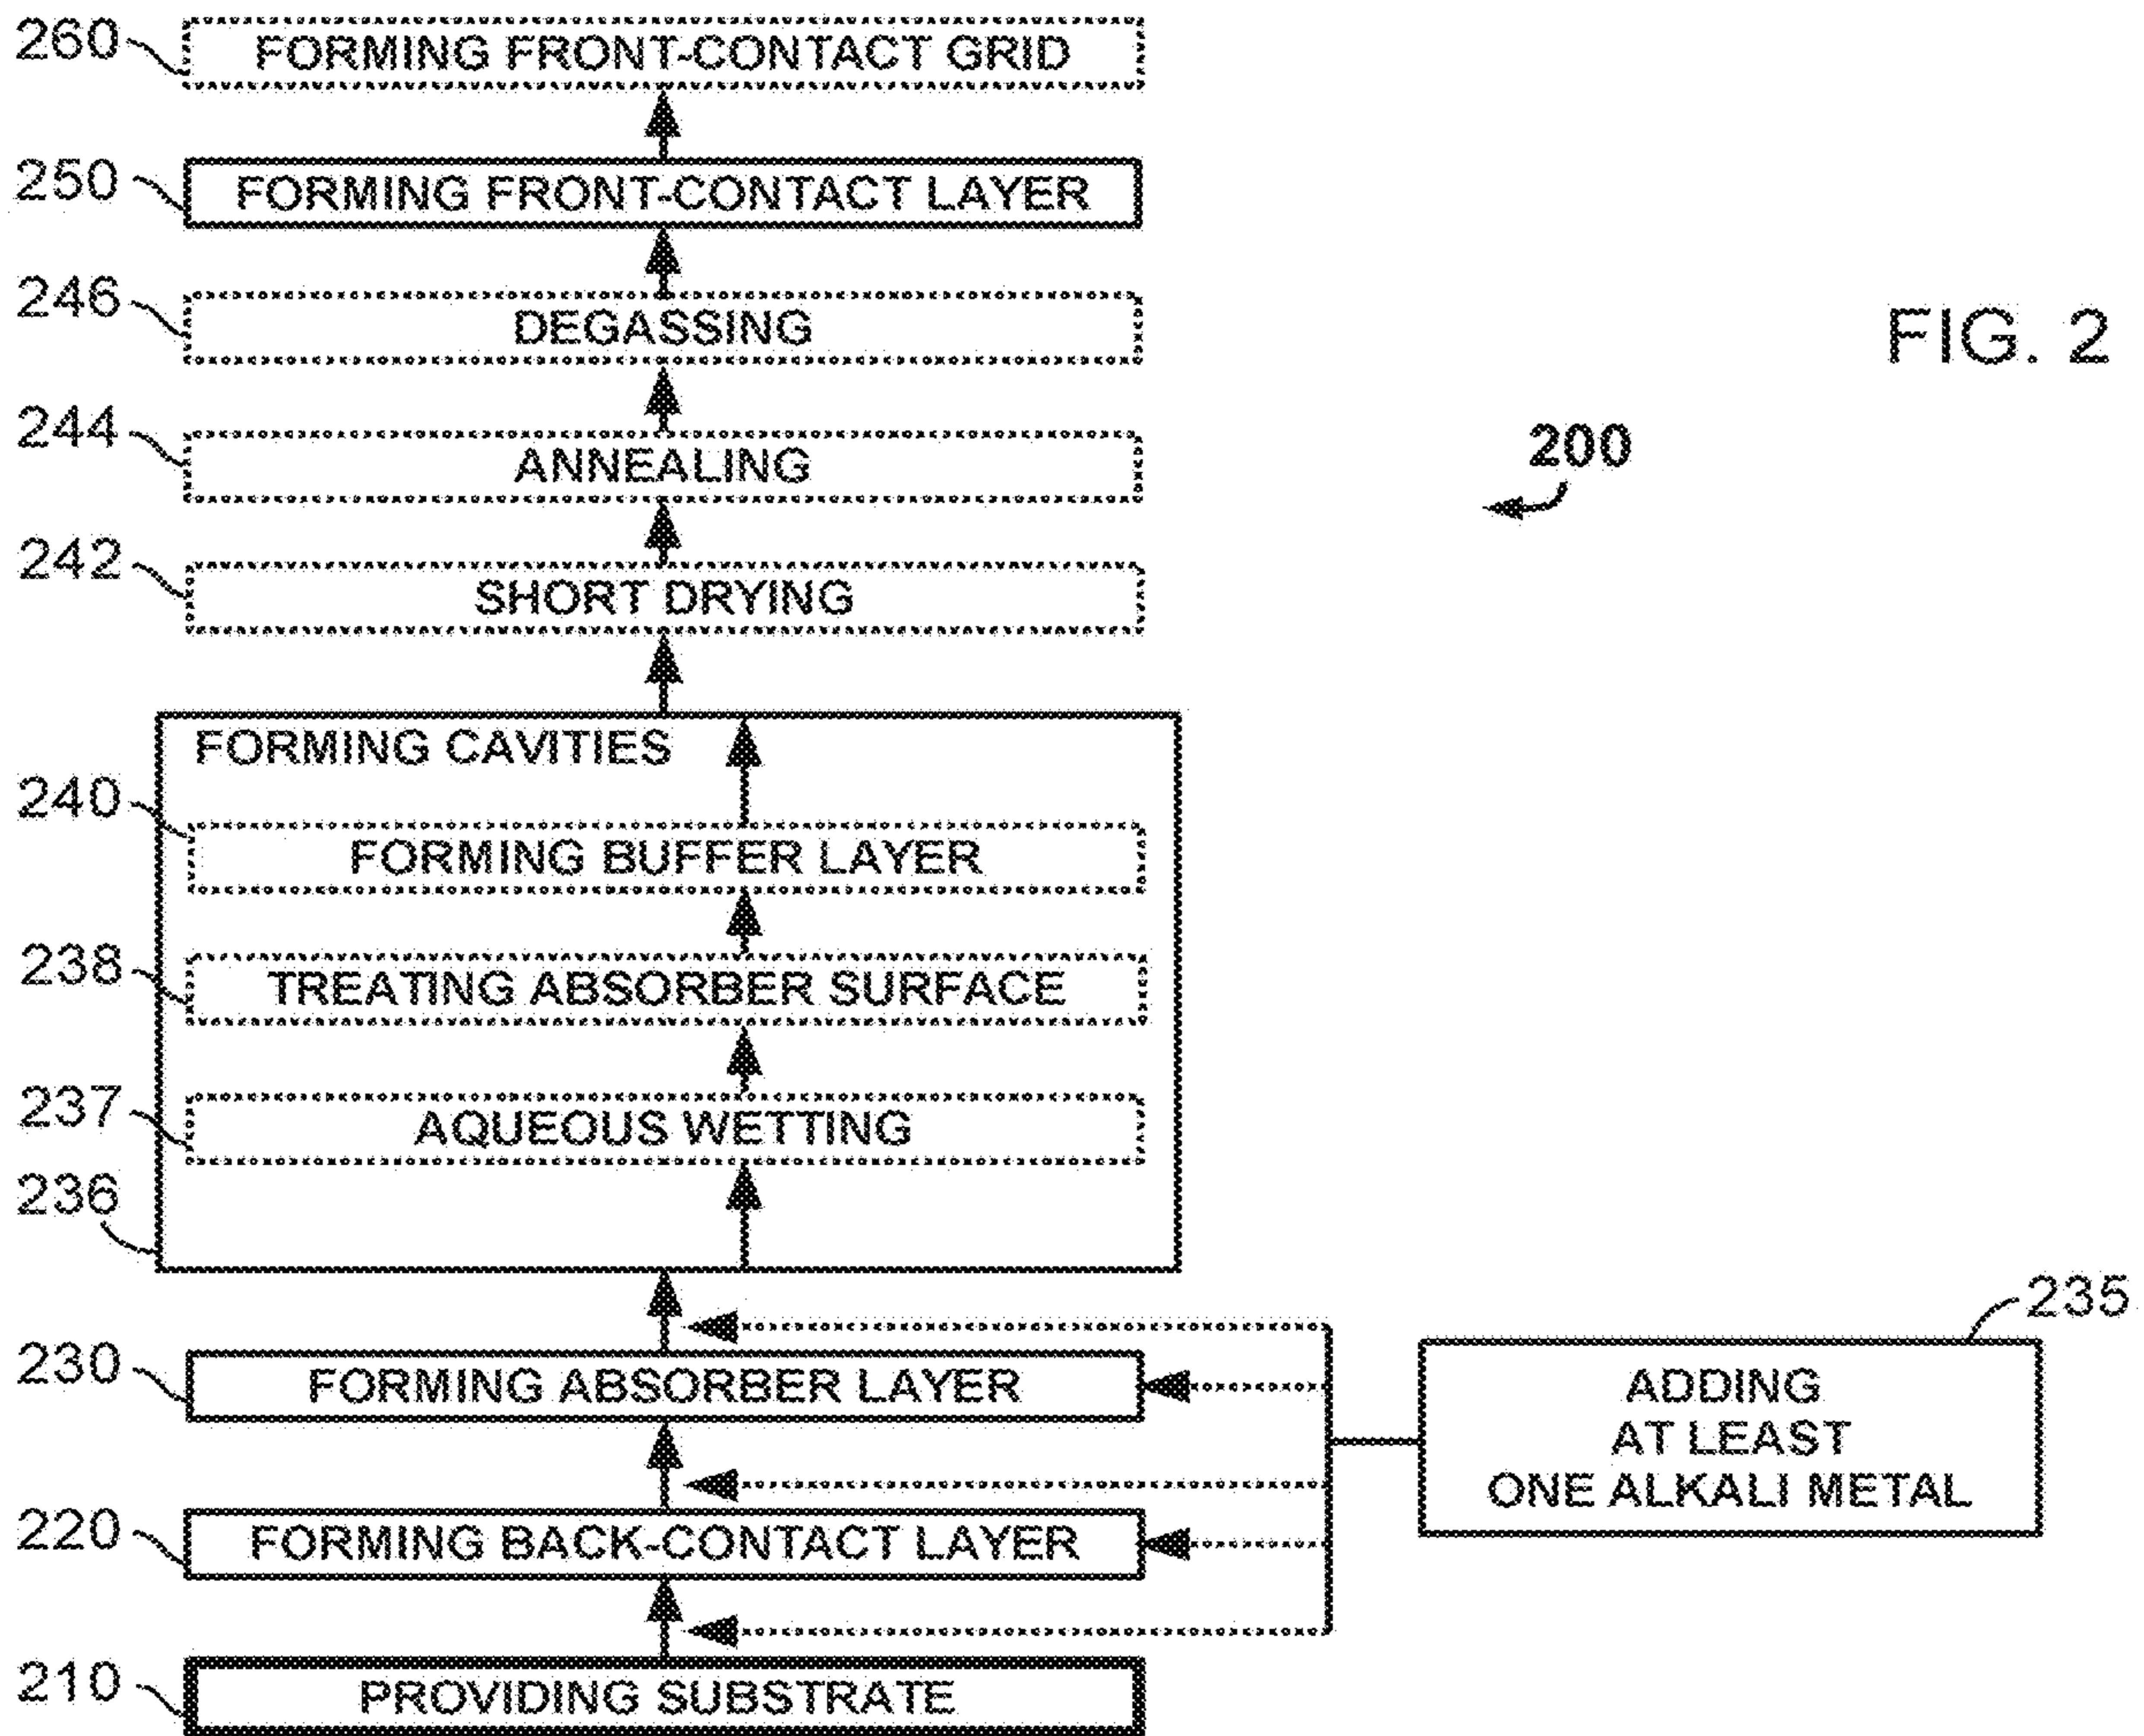 260 FORMING FRONT-CONTACT GRID
250 FORMING FRONT-CONTACT LAYER
246 DEGASSING
FIG. 2
244 ANNEALING
200
242 SHORT DRYING
FORMING CAVITIES
240 FORMING BUFFER LAYER
238 TREATING ABSORBER SURFACE
237 AQUEOUS WETTING
236
235
230 FORMING ABSORBER LAYER
ADDING
AT LEAST
ONE ALKALI METAL
220 FORMING BACK-CONTACT LAYER
210 PROVIDING SUBSTRATE